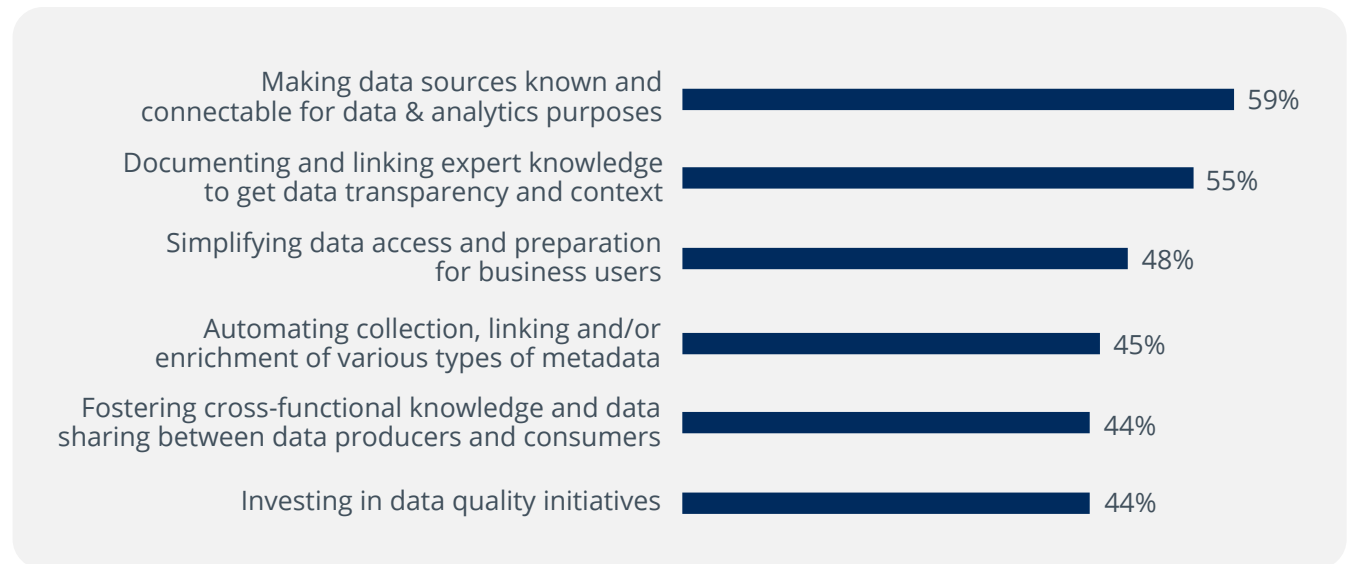 Making data sources known and
connectable for data & analytics purposes
59%
Documenting and linking expert knowledge
to get data transparency and context
55%
Simplifying data access and preparation
for business users
48%
Automating collection, linking and/or
enrichment of various types of metadata
45%
Fostering cross-functional knowledge and data
sharing between data producers and consumers
44%
Investing in data quality initiatives
44%